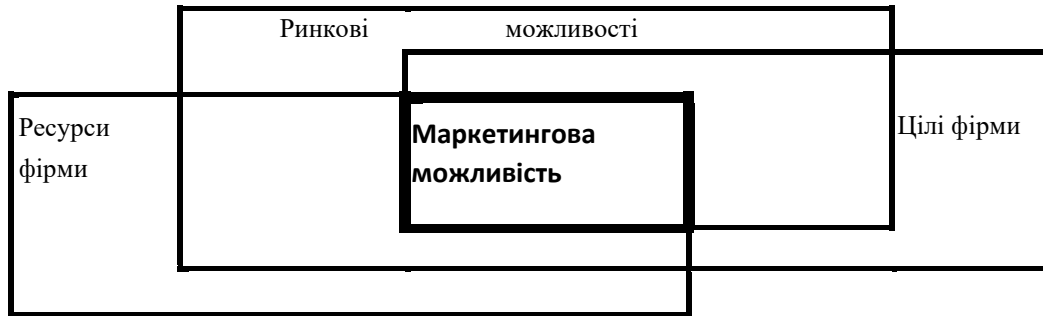 Ринкові можливості
Ресурси
фірми
Маркетингова
можливість
Цілі фірми